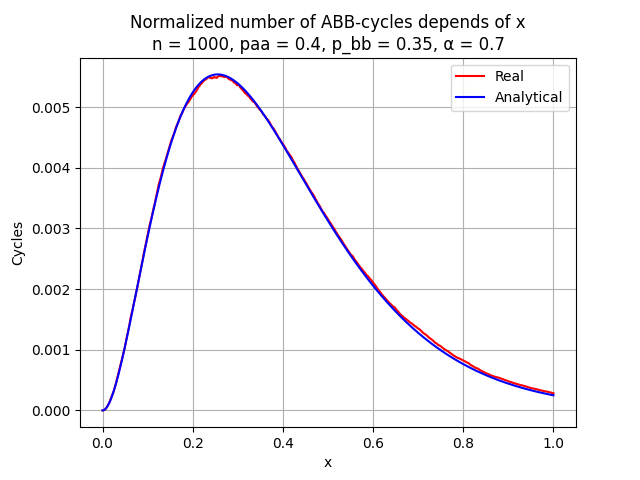 Normalized number of ABB-cycles depends of x
n = 1000, paa = 0.4, p_bb = 0.35, α = 0.7
Real
Analytical
Cycles
0.005
0.004
0.003
0.002
0.001
0.000
0.0 0.2 0.4 0.6 0.8 1.0
x